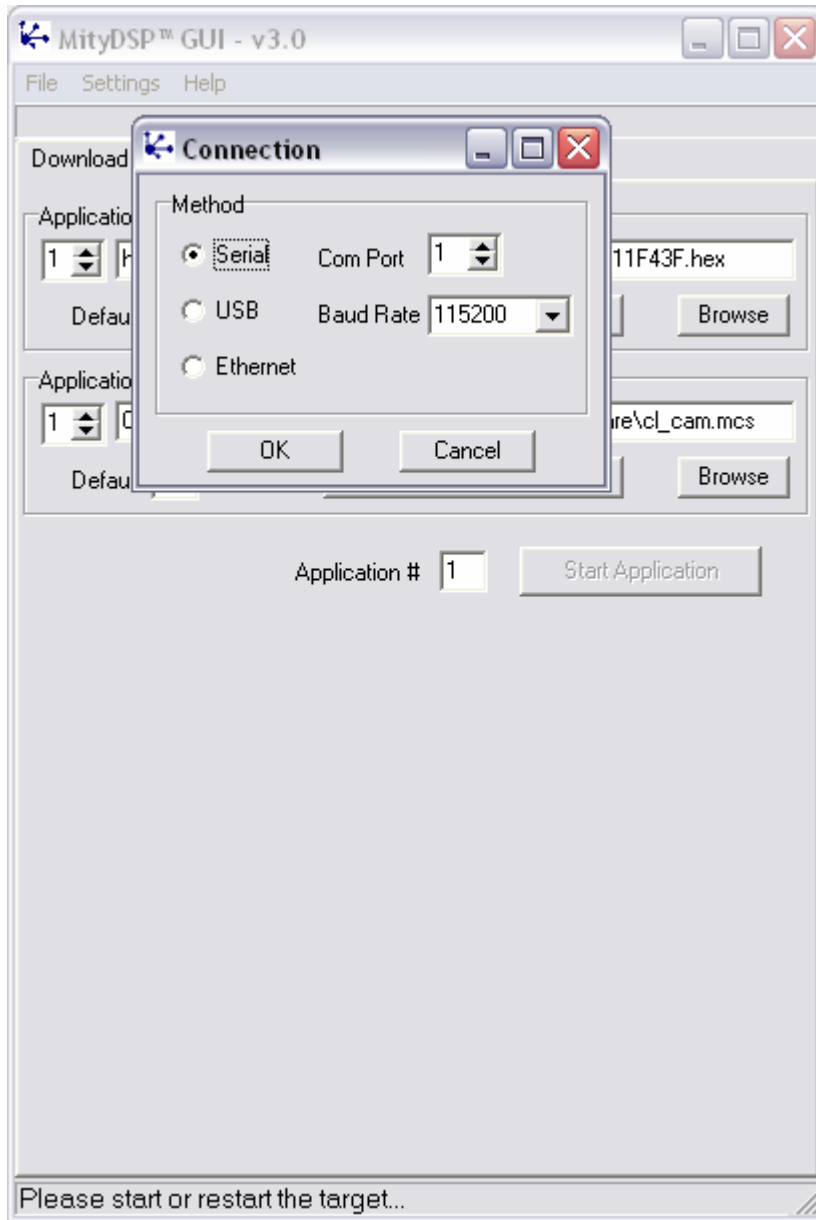 MityDSP™ GUI - v3.0
File Settings Help
Download
Connection
Method
Serial Com Port 1
USB Baud Rate 115200
Ethernet
OK Cancel
Applicatio
1 11F43F.hex
Defau Browse
Applicatio
1 re\cl_cam.mcs
Defau Browse
Application # 1 Start Application
Please start or restart the target...